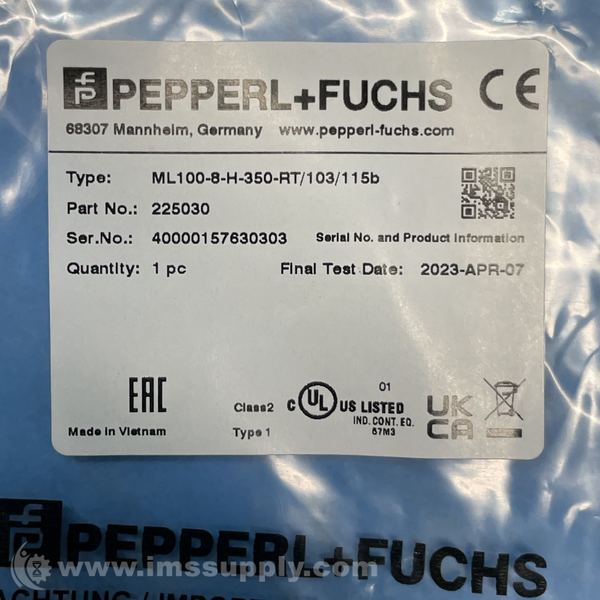 PEPPERL+FUCHS CE
68307 Mannheim, Germany www.pepperl-fuchs.com
Type: ML100-8-H-350-RT/103/115b
Part No.: 225030
Ser.No.: 40000157630303 Serial No. and Product Information
Quantity: 1 pc Final Test Date: 2023-APR-07
EAC
Made in Vietnam
Class2
Type 1
C UL US LISTED
01
IND. CONT. EQ.
67M3
UK
CA
PEPPERL+FUCHS
www.imssupply.com